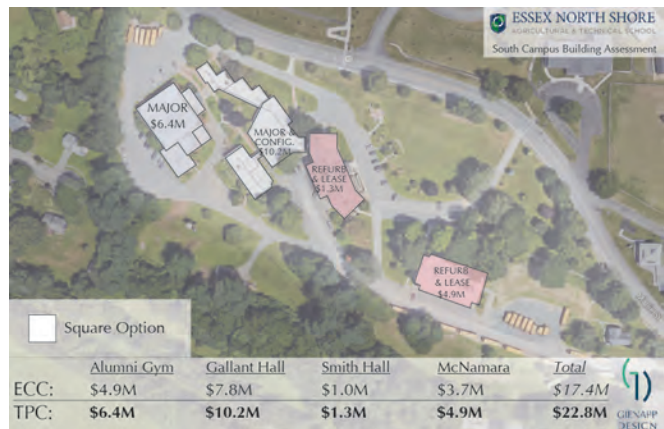 ESSEX NORTH SHORE
AGRICULTURAL & TECHNICAL SCHOOL
South Campus Building Assessment
MAJOR
$6.4M
MAJOR &
CONFIG.
$10.2M
REFURB
& LEASE
$1.3M
REFURB
& LEASE
$4.9M
Square Option
Alumni Gym Gallant Hall Smith Hall McNamara Total
ECC: $4.9M $7.8M $1.0M $3.7M $17.4M
TPC: $6.4M $10.2M $1.3M $4.9M $22.8M
GIENAPP
DESIGN